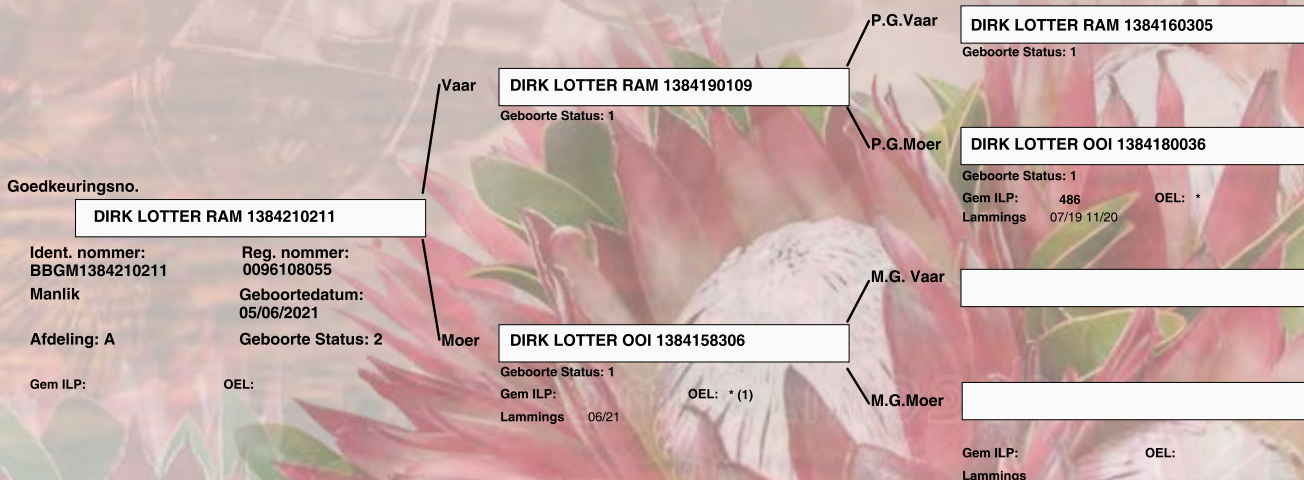 P.G.Vaar
DIRK LOTTER RAM 1384160305
Geboorte Status: 1
Vaar
DIRK LOTTER RAM 1384190109
Geboorte Status: 1
P.G.Moer
DIRK LOTTER OOI 1384180036
Geboorte Status: 1
Gem ILP: 486 OEL: *
Lammings 07/19 11/20
Goedkeuringsno.
DIRK LOTTER RAM 1384210211
Ident. nommer: Reg. nommer:
BBGM1384210211 0096108055
Manlik Geboortedatum:
05/06/2021
Afdeling: A Geboorte Status: 2
Gem ILP: OEL:
M.G. Vaar
Moer
DIRK LOTTER OOI 1384158306
Geboorte Status: 1
Gem ILP: OEL: * (1)
Lammings 06/21
M.G.Moer
Gem ILP: OEL:
Lammings